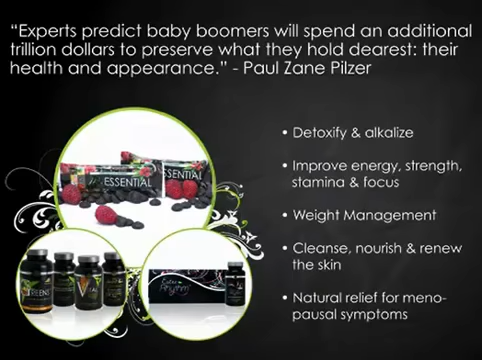 “Experts predict baby boomers will spend an additional
trillion dollars to preserve what they hold dearest: their
health and appearance.” - Paul Zane Pilzer
• Detoxify & alkalize
• Improve energy, strength,
stamina & focus
• Weight Management
• Cleanse, nourish & renew
the skin
• Natural relief for meno-
pausal symptoms
ESSENTIAL
ESSENTIAL
REENS
Rhythm